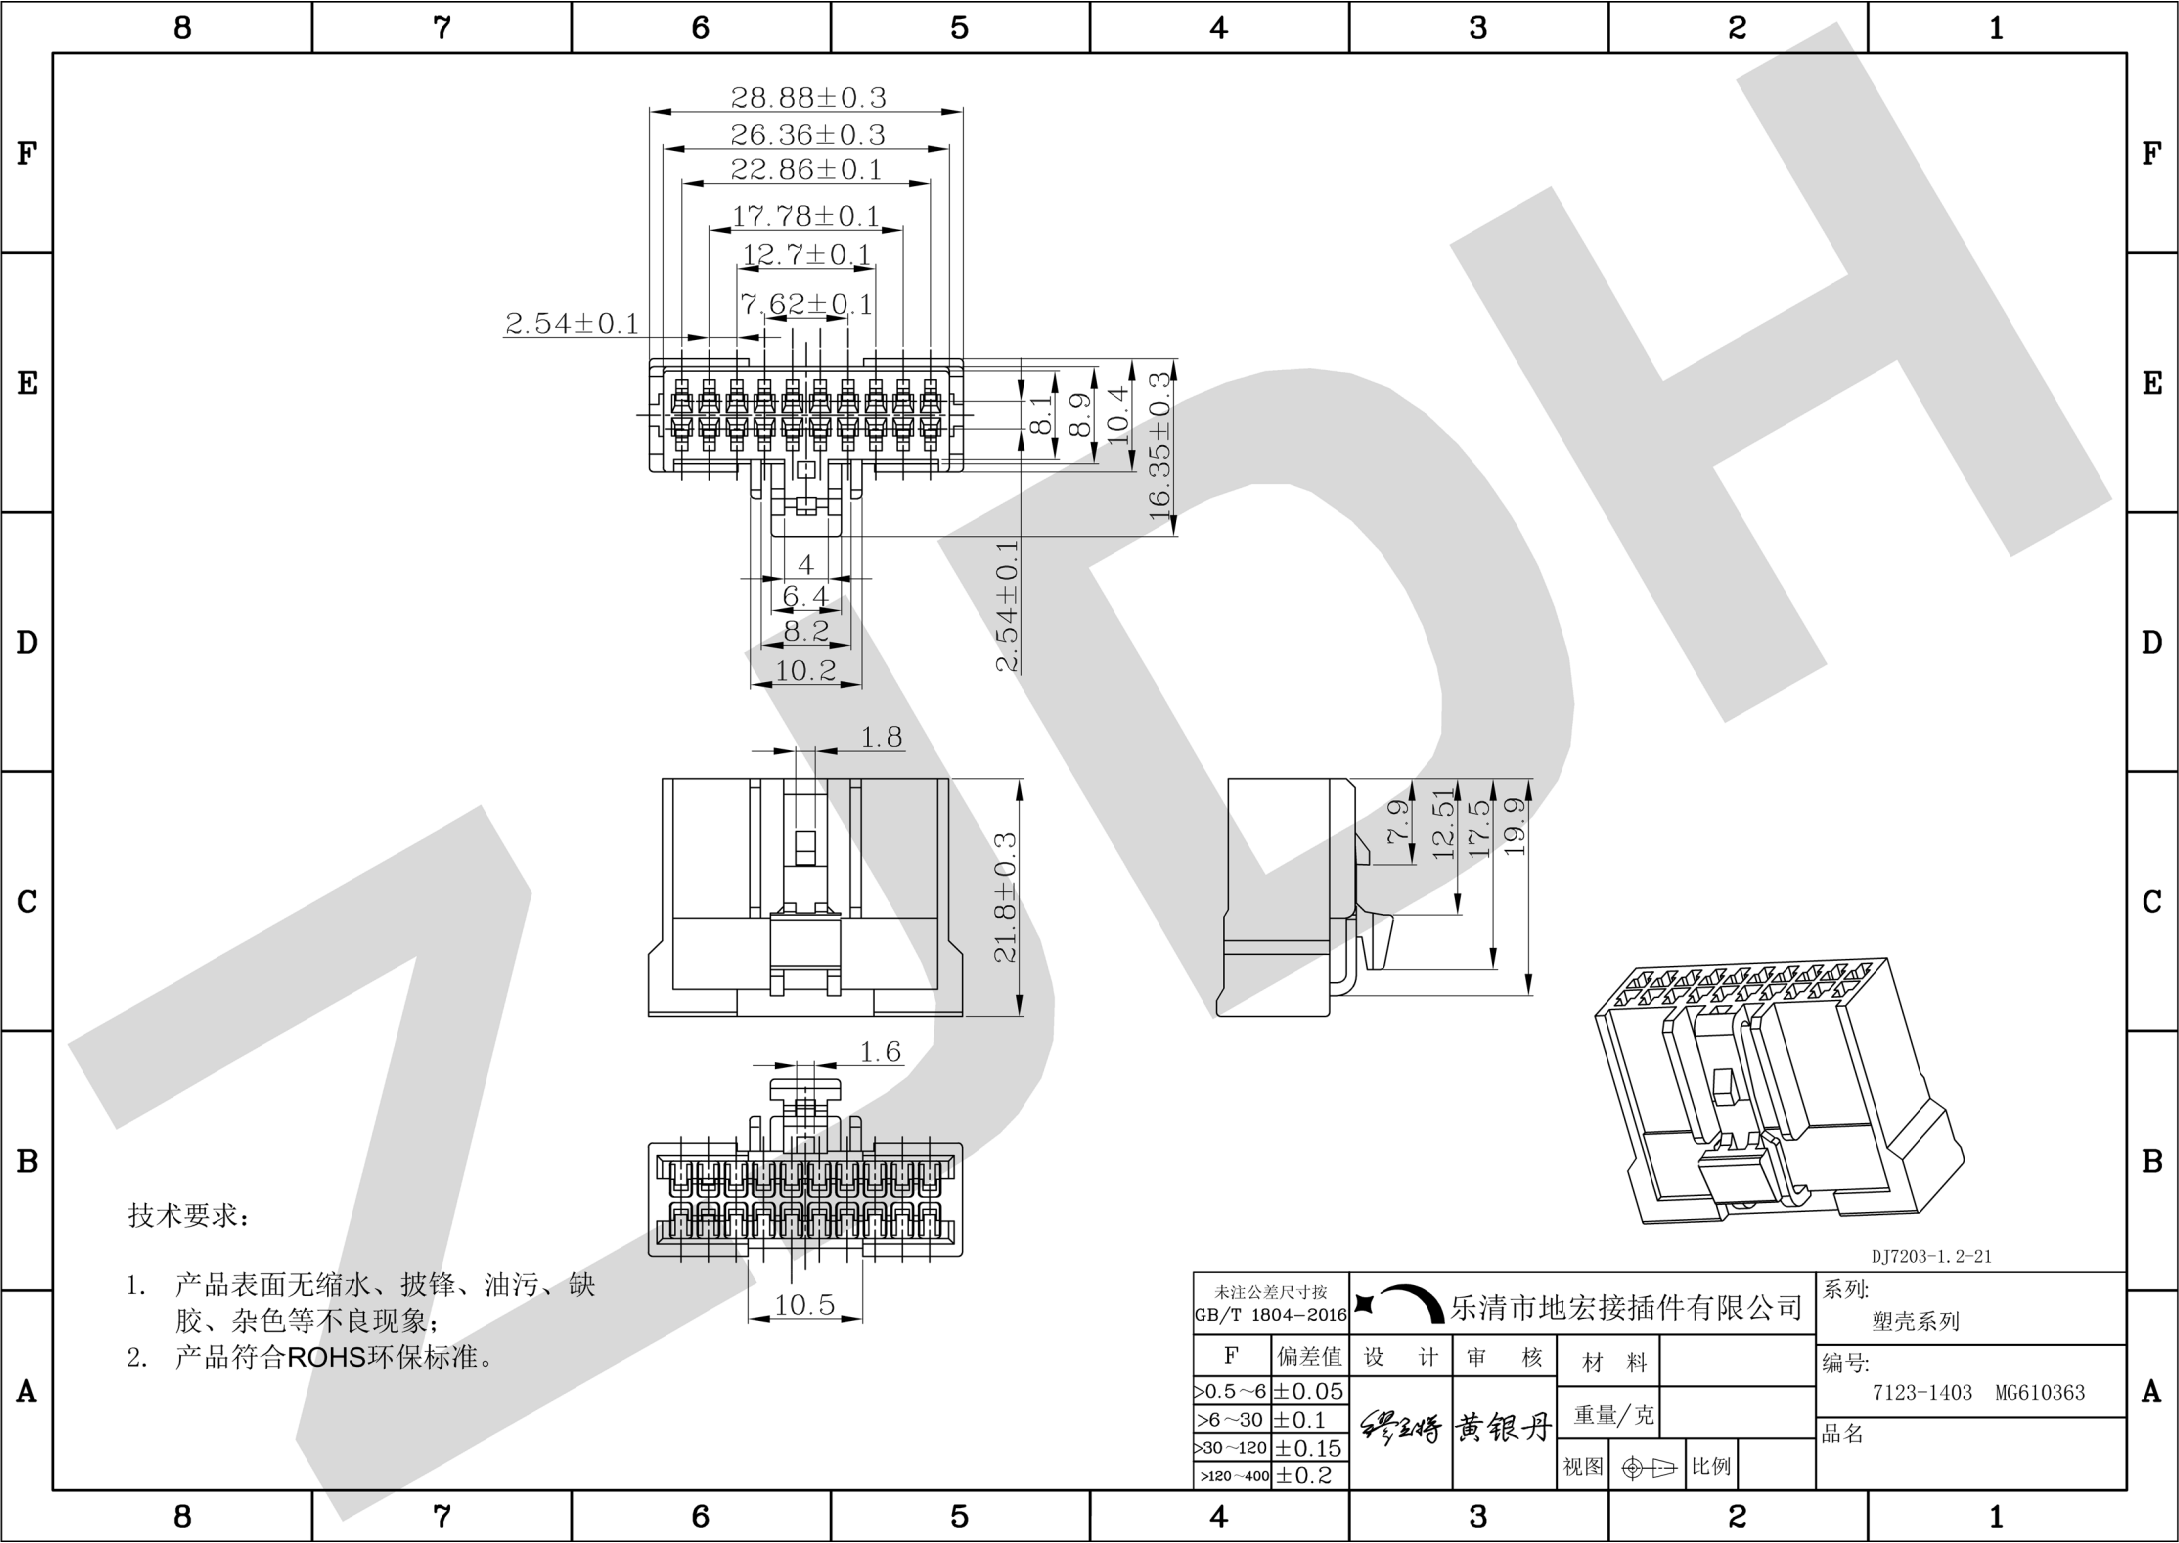 8 7 6 5 4 3 2 1
F F
E E
D D
C C
B B
A A
28.88±0.3
26.36±0.3
22.86±0.1
17.78±0.1
12.7±0.1
7.62±0.1
2.54±0.1
8.1
8.9
10.4
16.35±0.3
2.54±0.1
4
6.4
8.2
10.2
1.8
21.8±0.3
7.9
12.51
17.5
19.9
1.6
10.5
ZJDH
技术要求：
1. 产品表面无缩水、披锋、油污、缺
胶、杂色等不良现象；
2. 产品符合ROHS环保标准。
DJ7203-1.2-21
未注公差尺寸按
GB/T 1804-2016
乐清市地宏接插件有限公司
系列:
塑壳系列
F 偏差值 设 计 审 核 材 料
编号:
7123-1403 MG610363
>0.5~6 ±0.05
>6~30 ±0.1
>30~120 ±0.15
>120~400 ±0.2
黄银丹
重量/克
品名
视图 比例
8 7 6 5 4 3 2 1